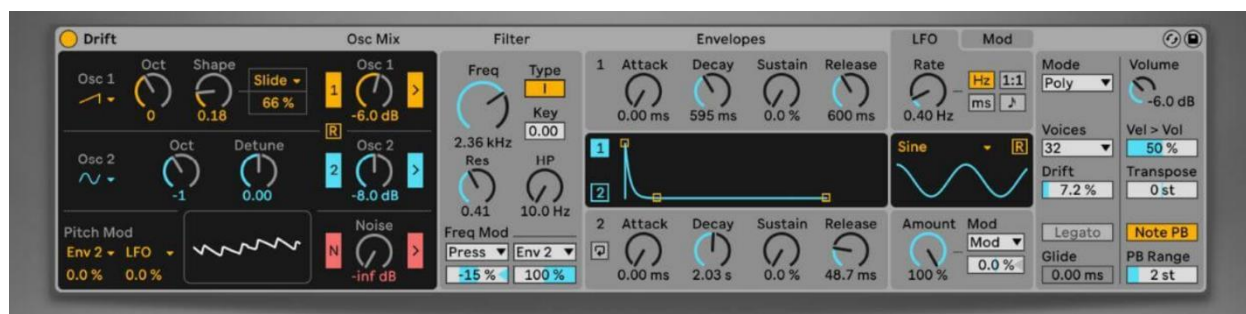 Drift
Osc Mix
Filter
Envelopes
LFO
Mod
Osc 1
Oct
0
Shape
0.18
Slide
66 %
1
R
Osc 1
-6.0 dB
>
Osc 2
Oct
-1
Detune
0.00
2
Osc 2
-8.0 dB
>
Pitch Mod
Env 2
LFO
0.0 %
0.0 %
N
Noise
-inf dB
>
Freq
2.36 kHz
Type
I
Key
0.00
Res
0.41
HP
10.0 Hz
Freq Mod
Press
Env 2
-15 %
100 %
1
Attack
Decay
Sustain
Release
0.00 ms
595 ms
0.0 %
600 ms
1
2
2
Attack
Decay
Sustain
Release
0.00 ms
2.03 s
0.0 %
48.7 ms
Rate
0.40 Hz
Hz
1:1
ms
♪
Sine
R
Amount
100 %
Mod
Mod
0.0 %
Mode
Poly
Voices
32
Drift
7.2 %
Legato
Glide
0.00 ms
Volume
-6.0 dB
Vel > Vol
50 %
Transpose
0 st
Note PB
PB Range
2 st